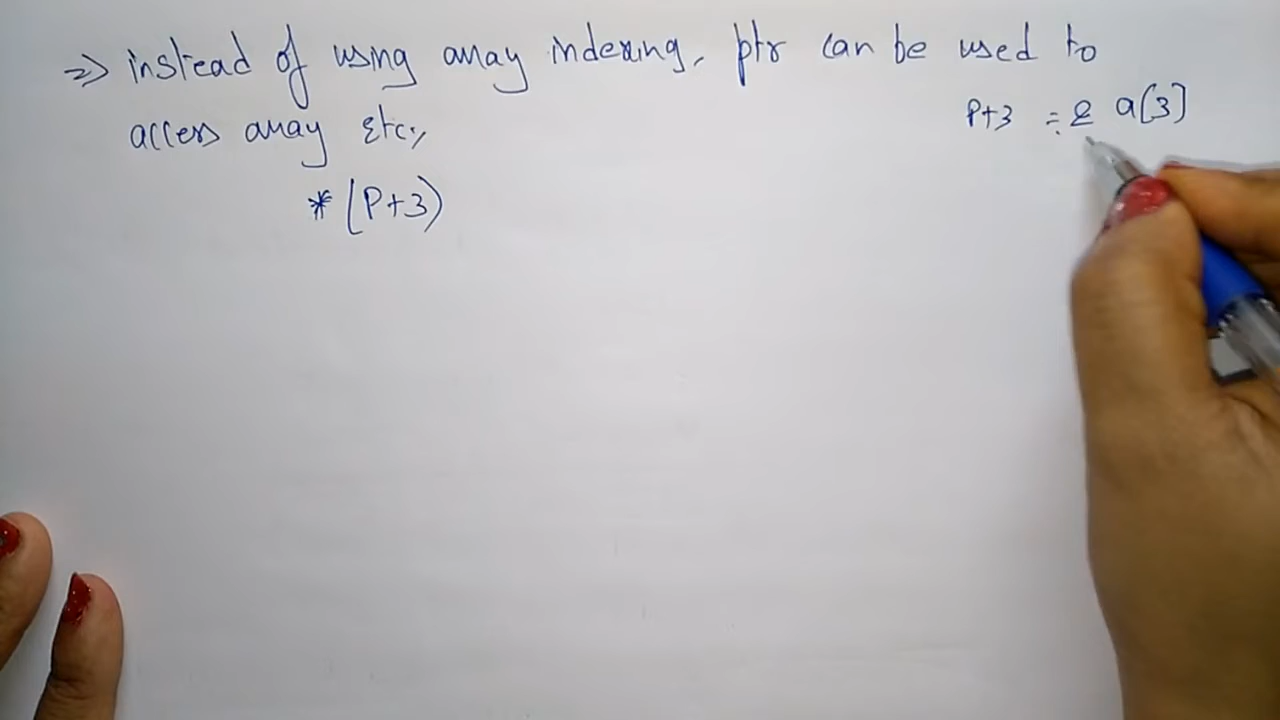 => instead of using array indexing, ptr can be used to
access array etc.,
P+3 = & a[3]
*(P+3)